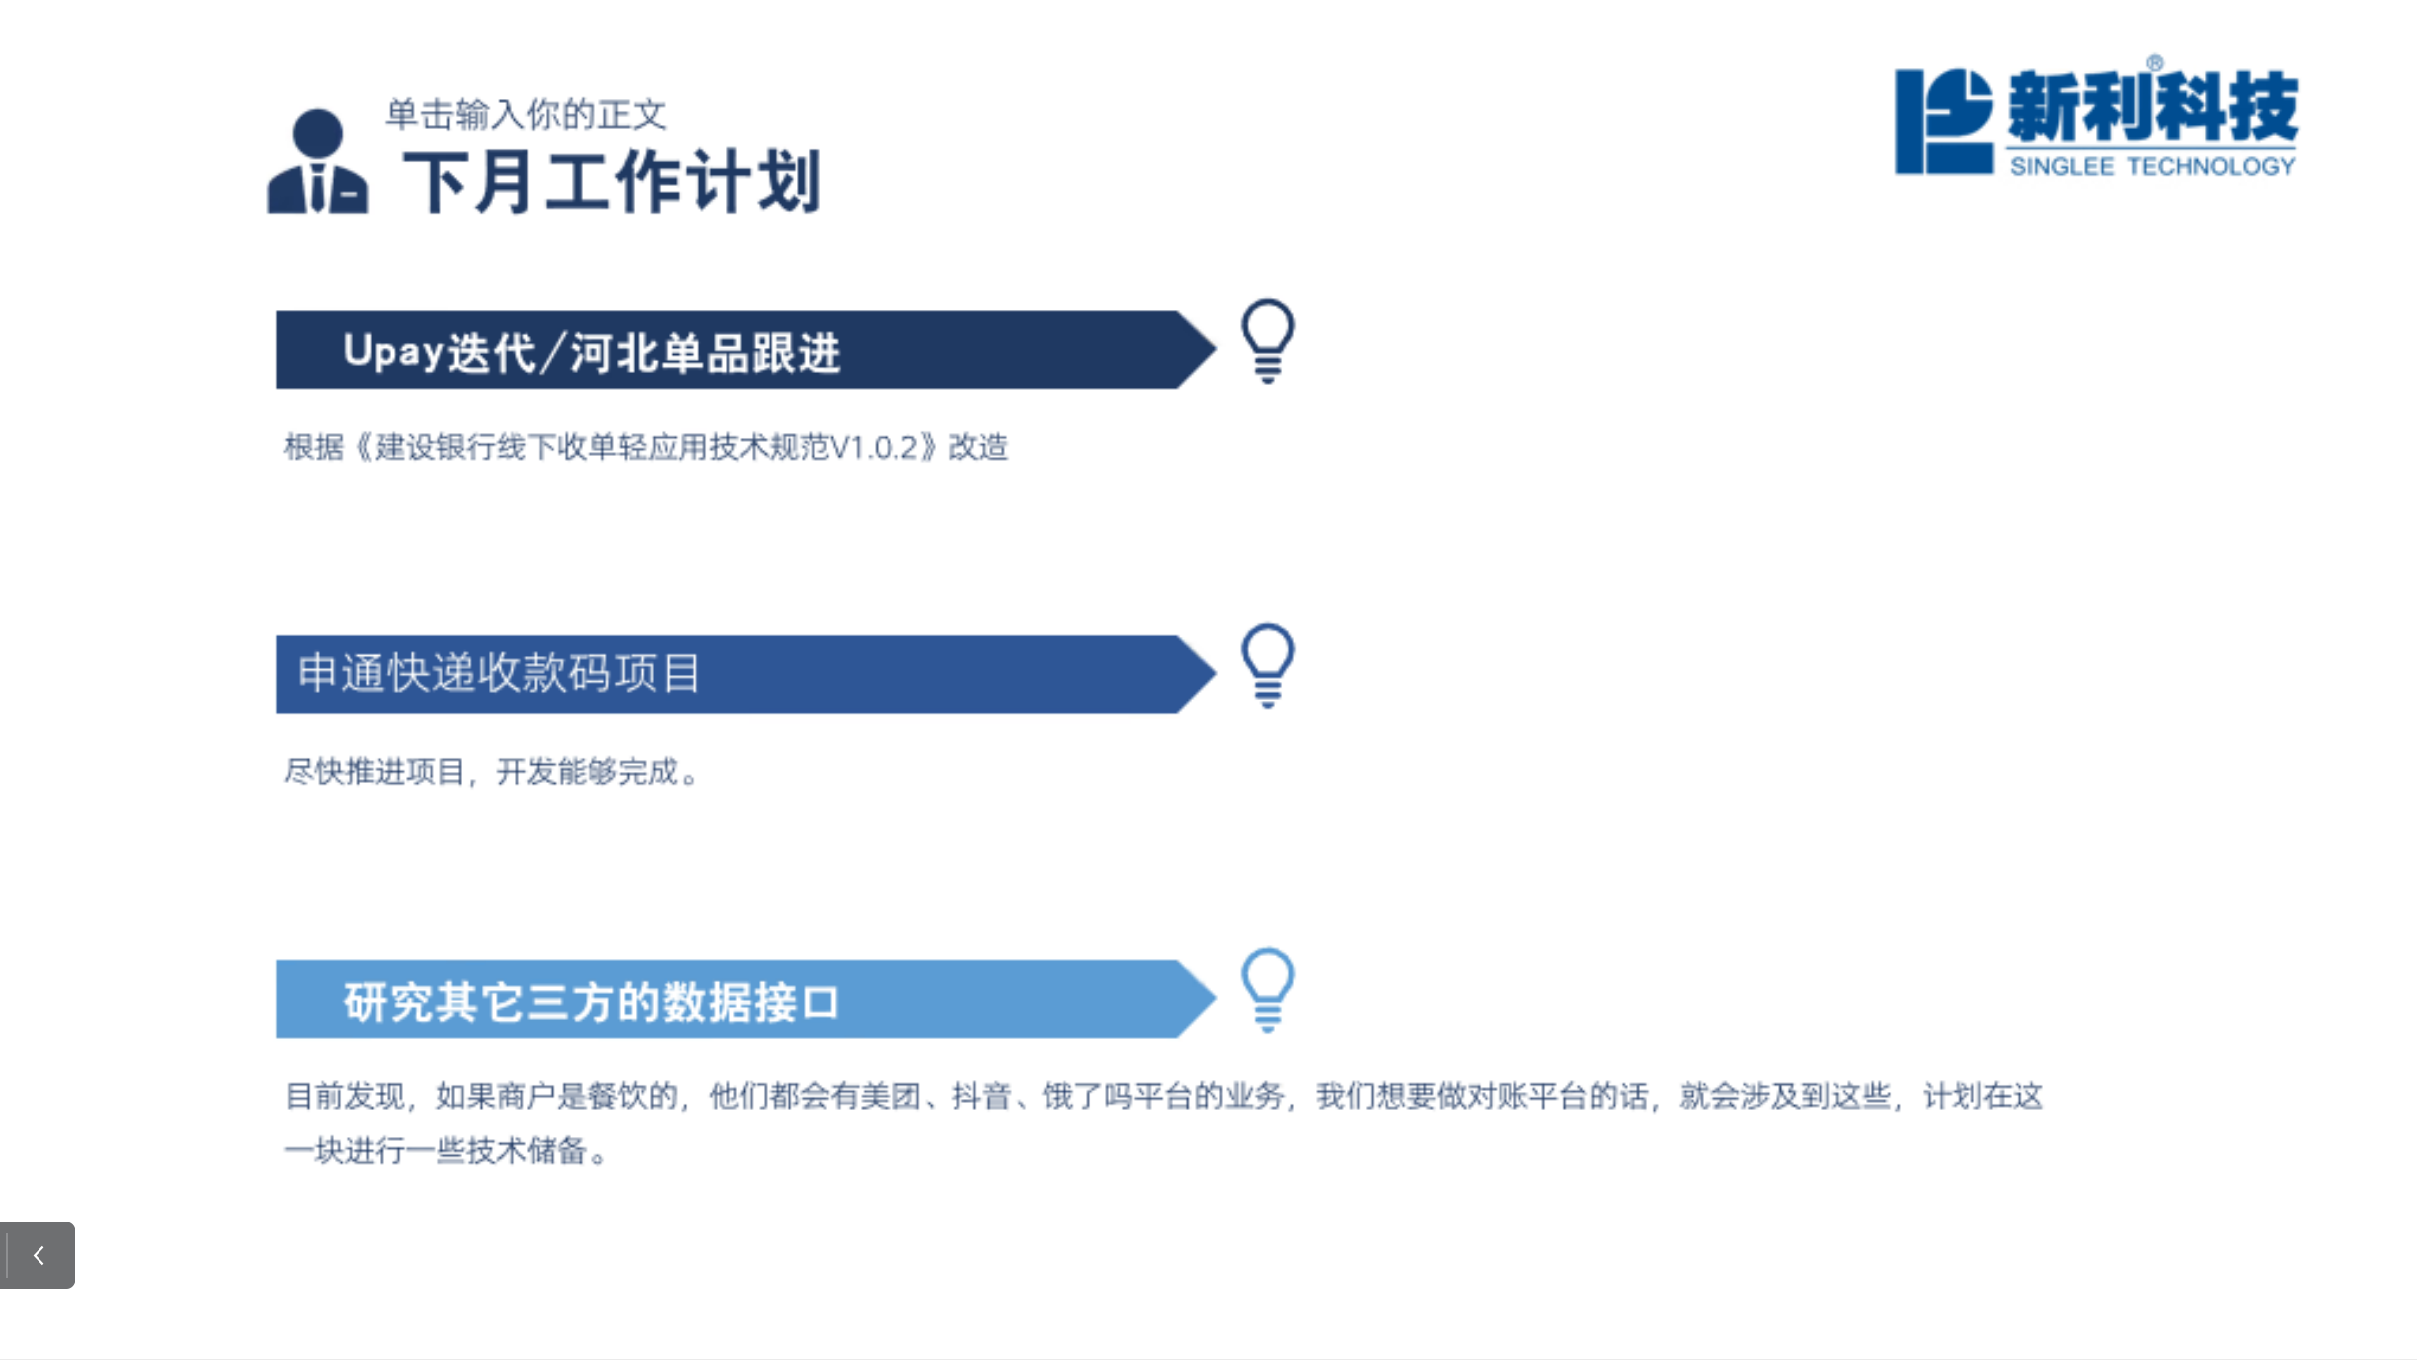 单击输入你的正文
下月工作计划
新利科技®
SINGLEE TECHNOLOGY
Upay迭代/河北单品跟进
根据《建设银行线下收单轻应用技术规范V1.0.2》改造
申通快递收款码项目
尽快推进项目，开发能够完成。
研究其它三方的数据接口
目前发现，如果商户是餐饮的，他们都会有美团、抖音、饿了吗平台的业务，我们想要做对账平台的话，就会涉及到这些，计划在这
一块进行一些技术储备。